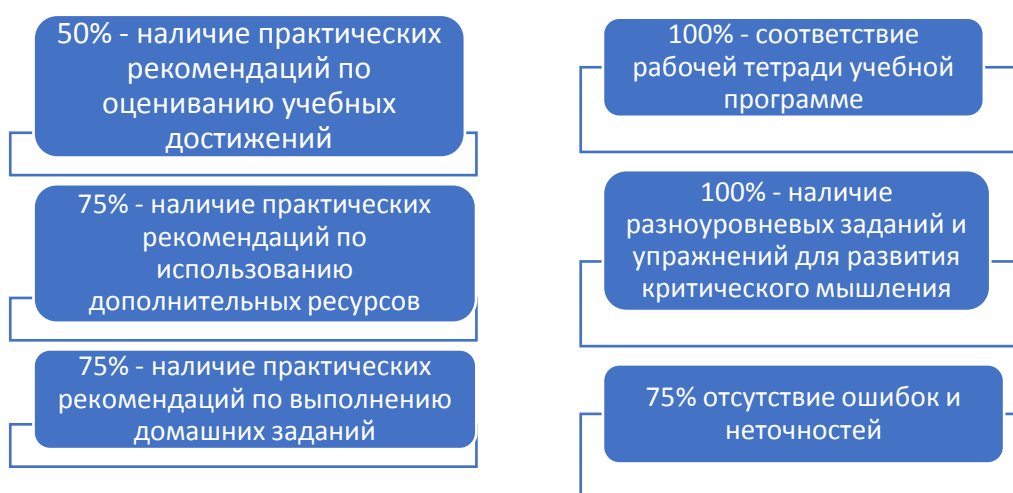 50% - наличие практических
рекомендаций по
оцениванию учебных
достижений
75% - наличие практических
рекомендаций по
использованию
дополнительных ресурсов
75% - наличие практических
рекомендаций по выполнению
домашних заданий
100% - соответствие
рабочей тетради учебной
программе
100% - наличие
разноуровневых заданий и
упражнений для развития
критического мышления
75% отсутствие ошибок и
неточностей